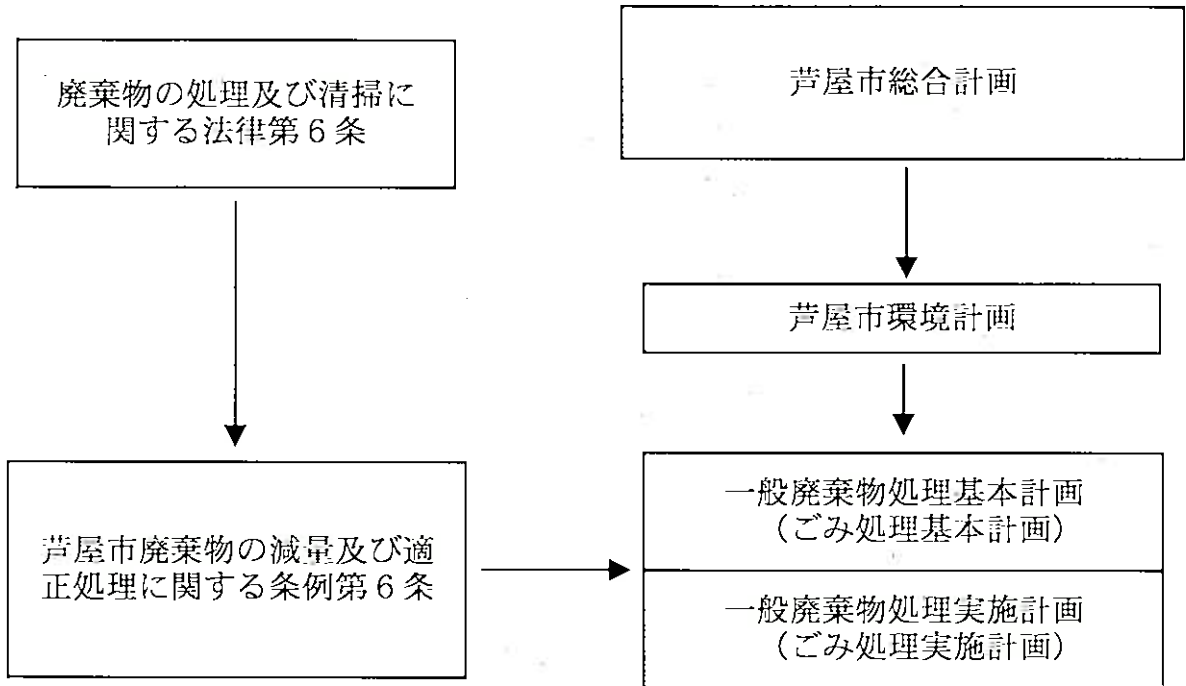 廃棄物の処理及び清掃に
関する法律第6条
芦屋市総合計画
芦屋市環境計画
芦屋市廃棄物の減量及び適
正処理に関する条例第6条
一般廃棄物処理基本計画
（ごみ処理基本計画）
一般廃棄物処理実施計画
（ごみ処理実施計画）